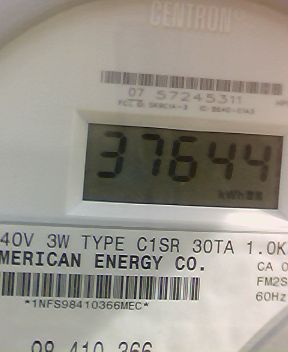 CENTRON
07 57245311
37644
kWh
40V 3W TYPE C1SR 30TA 1.0K
MERICAN ENERGY CO.
CA 0
FM2S
60Hz
*1NFS98410366MEC*
98 410 366